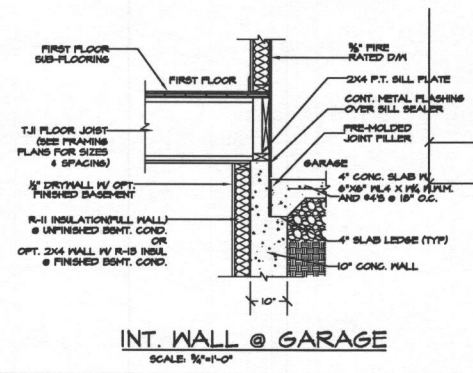 FIRST FLOOR
SUB-FLOORING
FIRST FLOOR
TJI FLOOR JOIST
(SEE FRAMING
PLANS FOR SIZES
& SPACING)
½" DRYWALL W/ OPT.
FINISHED BASEMENT
R-11 INSULATION(FULL WALL)
@ UNFINISHED BSMT. COND.
OR
OPT. 2X4 WALL W/ R-13 INSUL
@ FINISHED BSMT. COND.
⅝" FIRE
RATED D/W
2X4 P.T. SILL PLATE
CONT. METAL FLASHING
OVER SILL SEALER
PRE-MOLDED
JOINT FILLER
GARAGE
4" CONC. SLAB W/
6"X6" W1.4 X W1.4 W.W.M.
AND #4'S @ 18" O.C.
4" SLAB LEDGE (TYP)
10" CONC. WALL
10"
INT. WALL @ GARAGE
SCALE: ¾"=1'-0"